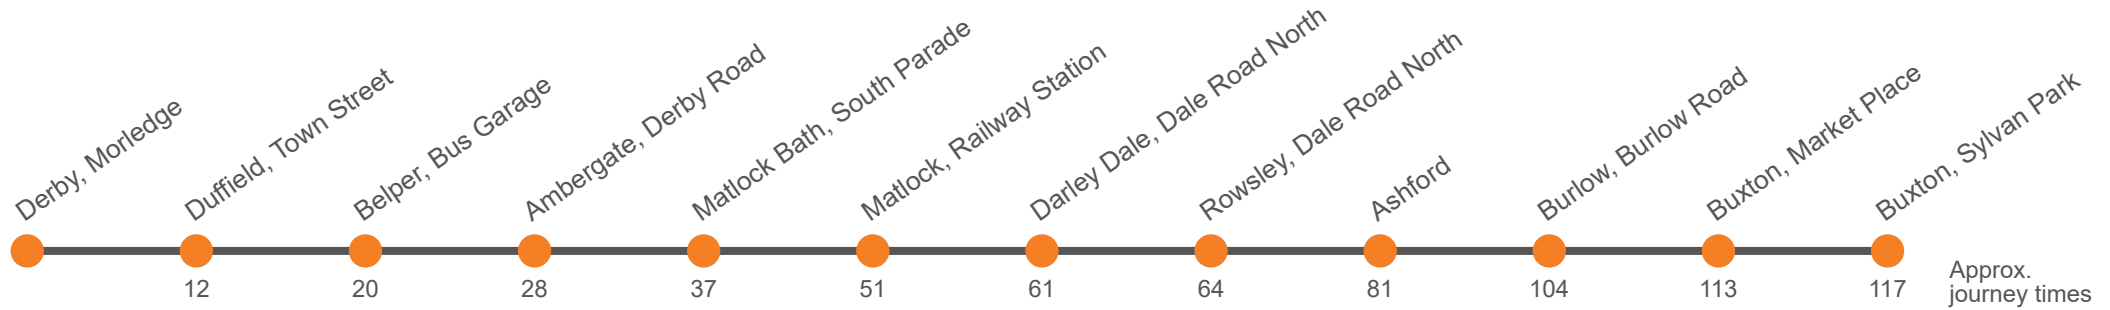 Derby, Morledge
Duffield, Town Street
Belper, Bus Garage
Ambergate, Derby Road
Matlock Bath, South Parade
Matlock, Railway Station
Darley Dale, Dale Road North
Rowsley, Dale Road North
Ashford
Burlow, Burlow Road
Buxton, Market Place
Buxton, Sylvan Park
12
20
28
37
51
61
64
81
104
113
117
Approx.
journey times